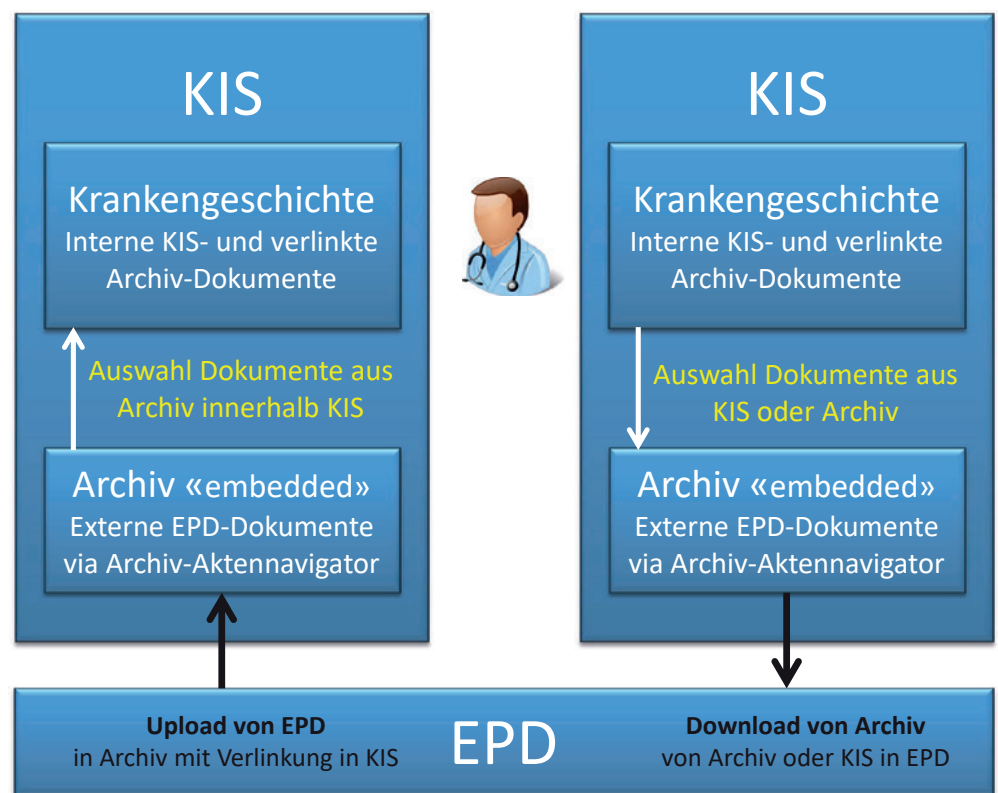 KIS
Krankengeschichte
Interne KIS- und verlinkte
Archiv-Dokumente
Auswahl Dokumente aus
Archiv innerhalb KIS
Archiv «embedded»
Externe EPD-Dokumente
via Archiv-Aktennavigator
KIS
Krankengeschichte
Interne KIS- und verlinkte
Archiv-Dokumente
Auswahl Dokumente aus
KIS oder Archiv
Archiv «embedded»
Externe EPD-Dokumente
via Archiv-Aktennavigator
Upload von EPD
in Archiv mit Verlinkung in KIS
EPD
Download von Archiv
von Archiv oder KIS in EPD